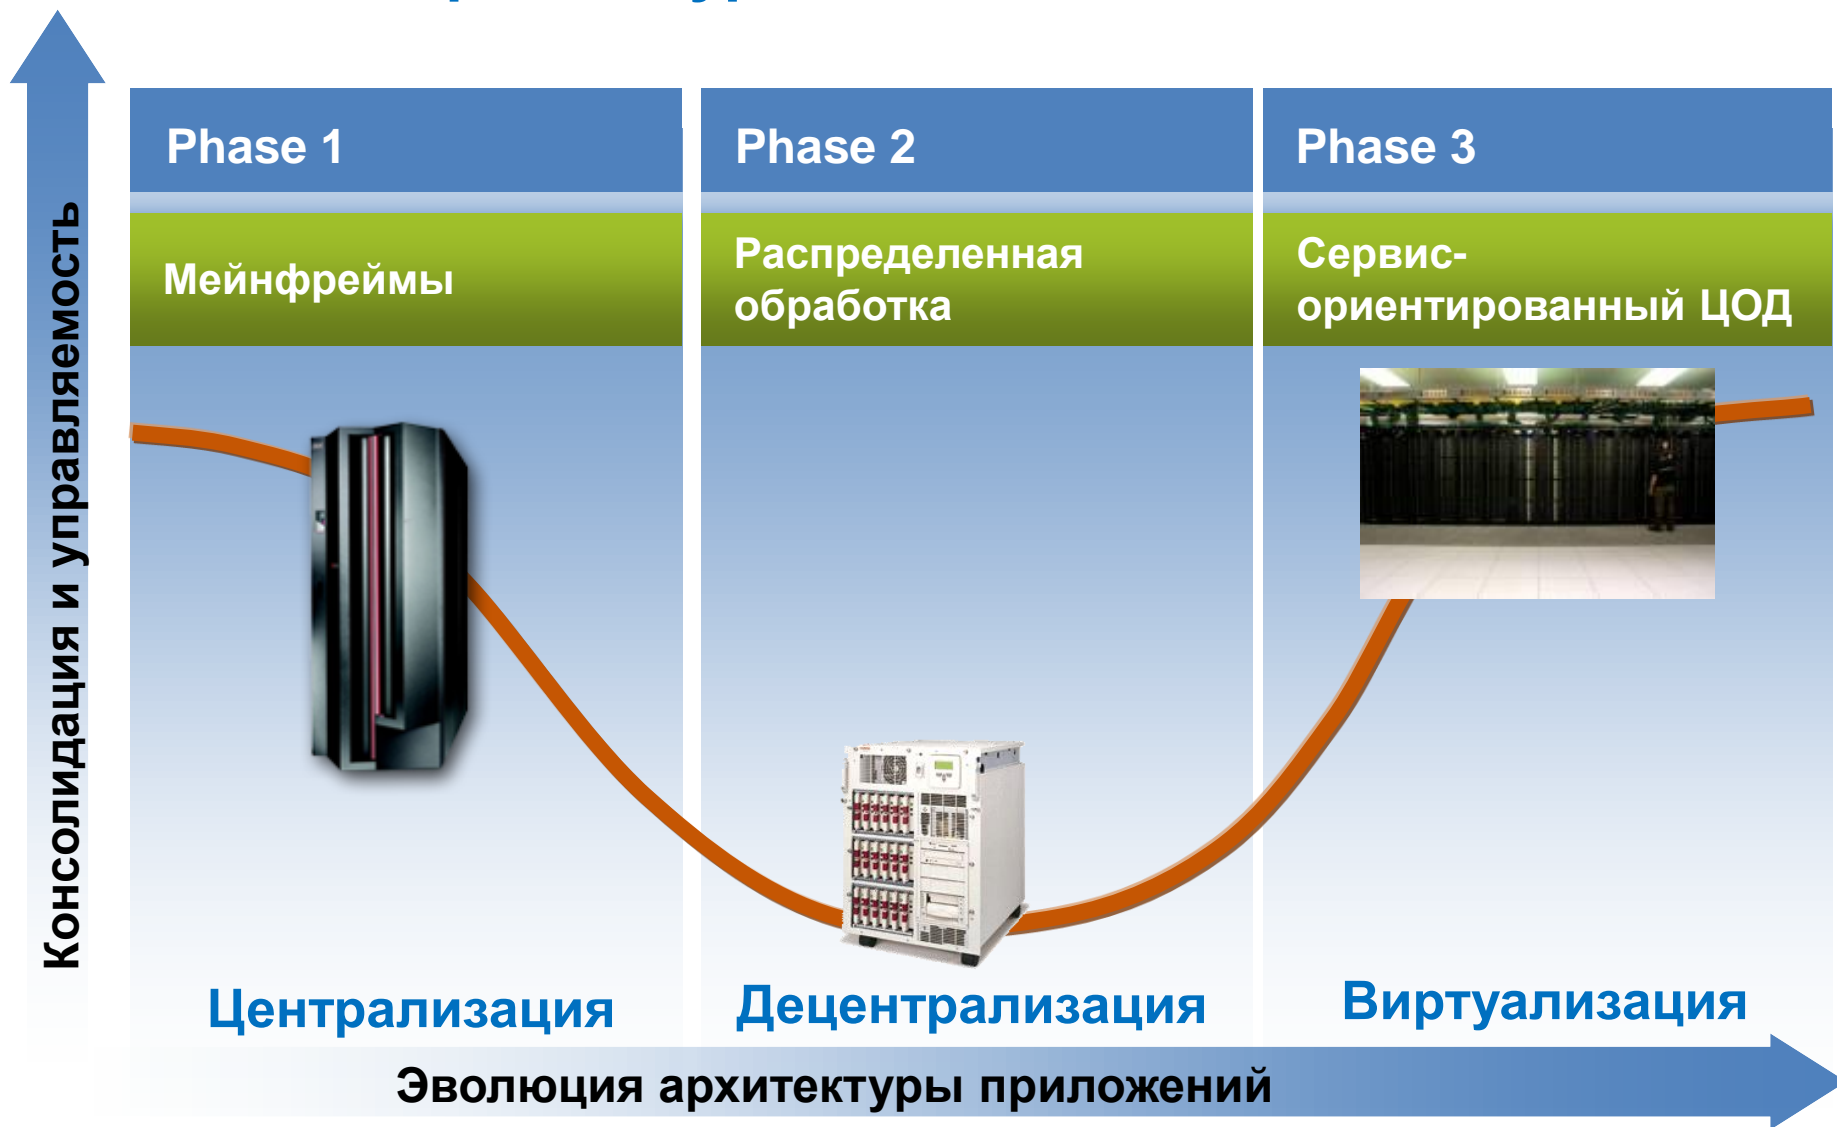 Консолидация и управляемость
Phase 1
Phase 2
Phase 3
Мейнфреймы
Распределенная
обработка
Сервис-
ориентированный ЦОД
Централизация
Децентрализация
Виртуализация
Эволюция архитектуры приложений